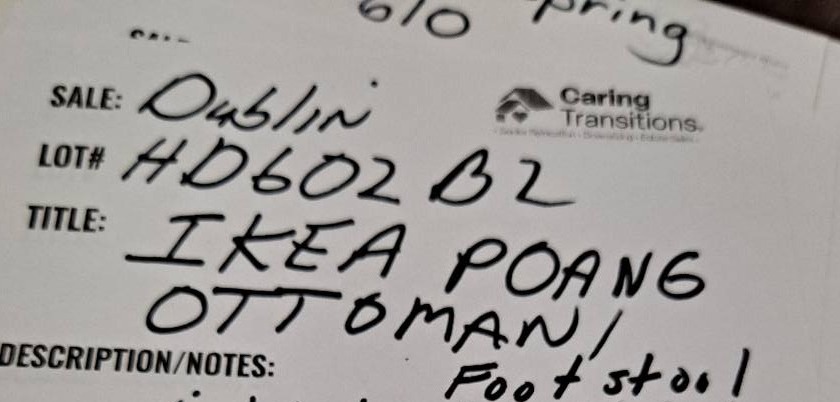 610 Spring
SALE: Dublin
Caring
Transitions
LOT# HD602 B2
TITLE: IKEA POANG
OTTOMAN/
Footstool
DESCRIPTION/NOTES: